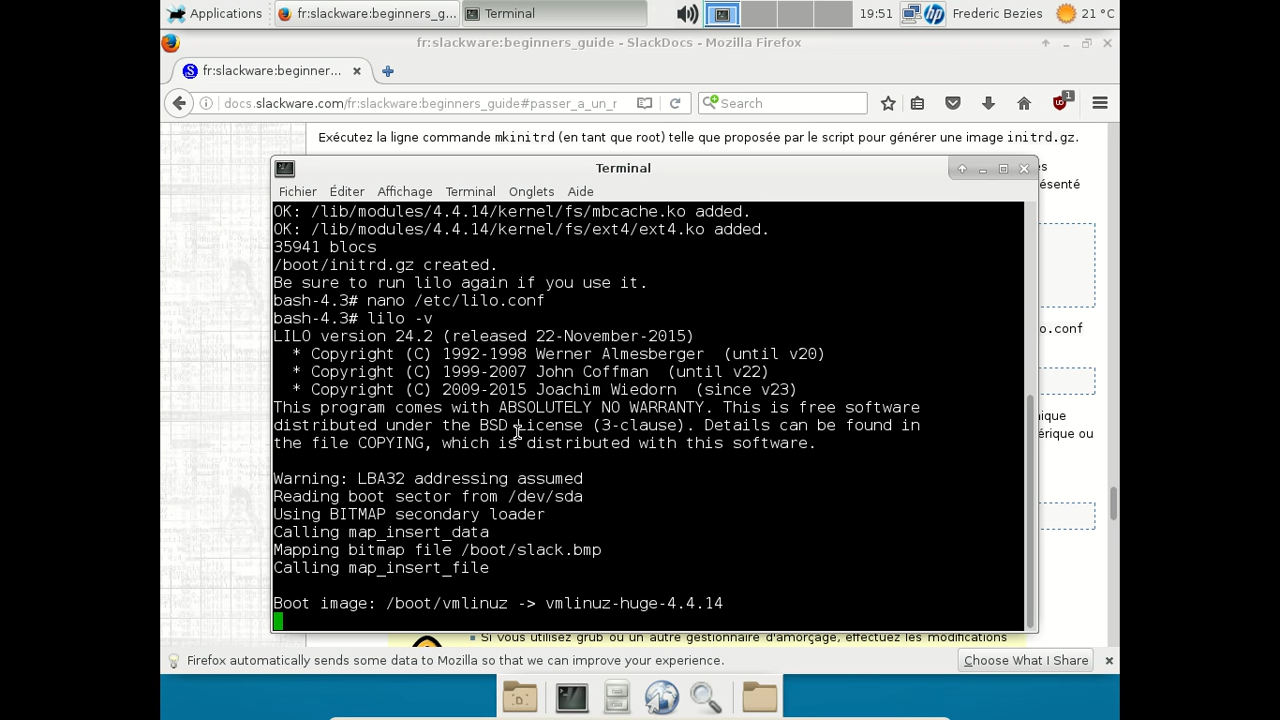 Applications
fr:slackware:beginners_g...
Terminal
19:51
hp
Frederic Bezies
21 °C
fr:slackware:beginners_guide - SlackDocs - Mozilla Firefox
fr:slackware:beginner...
docs.slackware.com/fr:slackware:beginners_guide#passer_a_un_r
Search
1
Exécutez la ligne commande mkinitrd (en tant que root) telle que proposée par le script pour générer une image initrd.gz.
Terminal
Fichier Editer Affichage Terminal Onglets Aide
OK: /lib/modules/4.4.14/kernel/fs/mbcache.ko added.
OK: /lib/modules/4.4.14/kernel/fs/ext4/ext4.ko added.
35941 blocs
/boot/initrd.gz created.
Be sure to run lilo again if you use it.
bash-4.3# nano /etc/lilo.conf
bash-4.3# lilo -v
LILO version 24.2 (released 22-November-2015)
* Copyright (C) 1992-1998 Werner Almesberger (until v20)
* Copyright (C) 1999-2007 John Coffman (until v22)
* Copyright (C) 2009-2015 Joachim Wiedorn (since v23)
This program comes with ABSOLUTELY NO WARRANTY. This is free software
distributed under the BSD License (3-clause). Details can be found in
the file COPYING, which is distributed with this software.
Warning: LBA32 addressing assumed
Reading boot sector from /dev/sda
Using BITMAP secondary loader
Calling map_insert_data
Mapping bitmap file /boot/slack.bmp
Calling map_insert_file
Boot image: /boot/vmlinuz -> vmlinuz-huge-4.4.14
es
ésenté
o.conf
ique
érique ou
Si vous utilisez grub ou un autre gestionnaire d'amorçage, effectuez les modifications
Firefox automatically sends some data to Mozilla so that we can improve your experience.
Choose What I Share